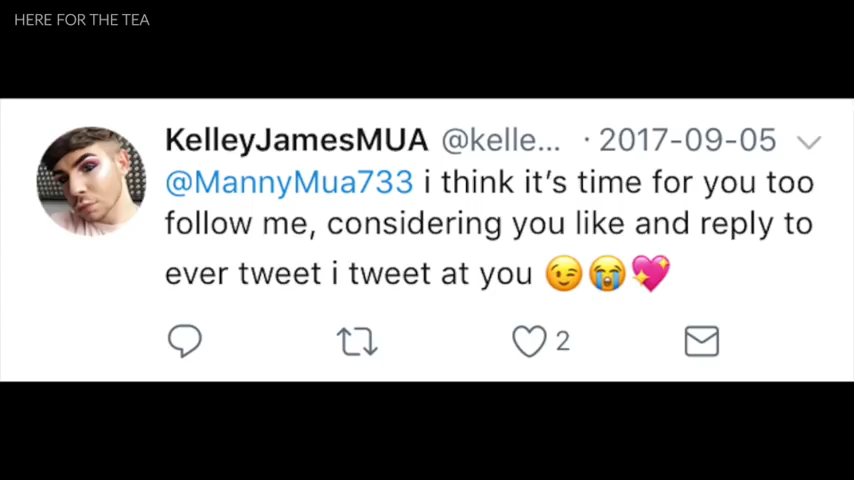 HERE FOR THE TEA
KelleyJamesMUA @kelle... · 2017-09-05
@MannyMua733 i think it's time for you too
follow me, considering you like and reply to
ever tweet i tweet at you 😉😭💖
2